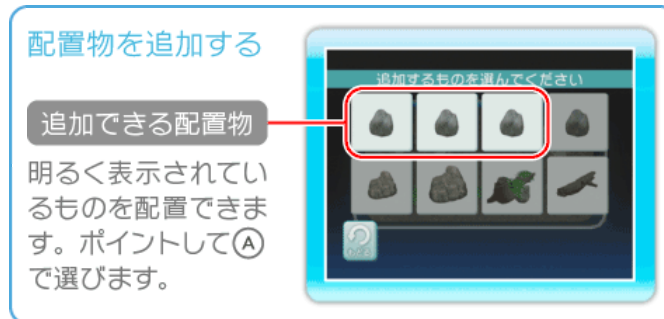 配置物を追加する
追加するものを選んでください
追加できる配置物
明るく表示されてい
るものを配置できま
す。ポイントしてⒶ
で選びます。